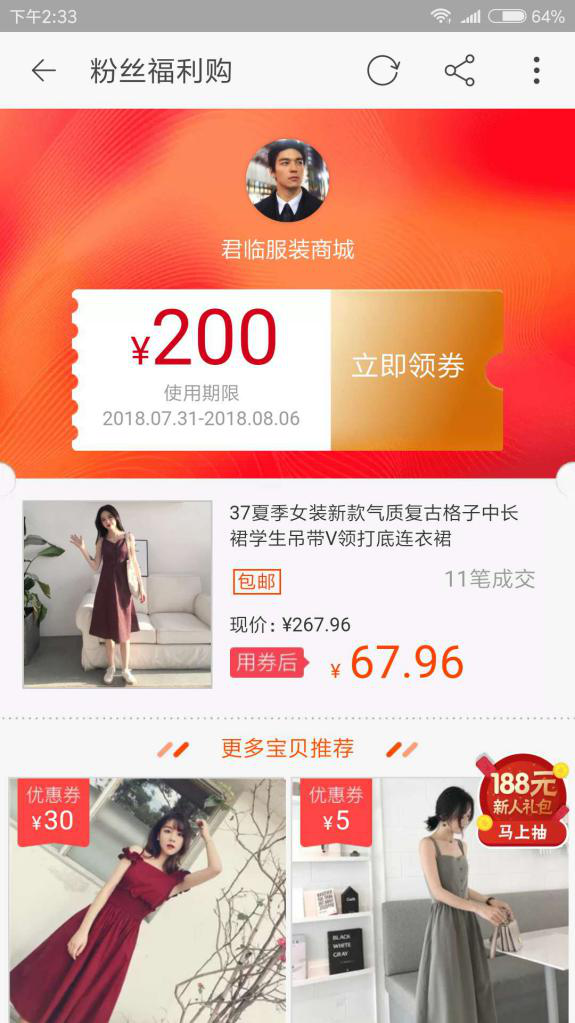 下午2:33
64%
粉丝福利购
君临服装商城
¥200
立即领券
使用期限
2018.07.31-2018.08.06
37夏季女装新款气质复古格子中长
裙学生吊带V领打底连衣裙
包邮
11笔成交
现价: ¥267.96
用券后
¥ 67.96
更多宝贝推荐
优惠券
¥30
优惠券
¥5
188元
新人礼包
马上抽
BLACK
WHITE
GRAY